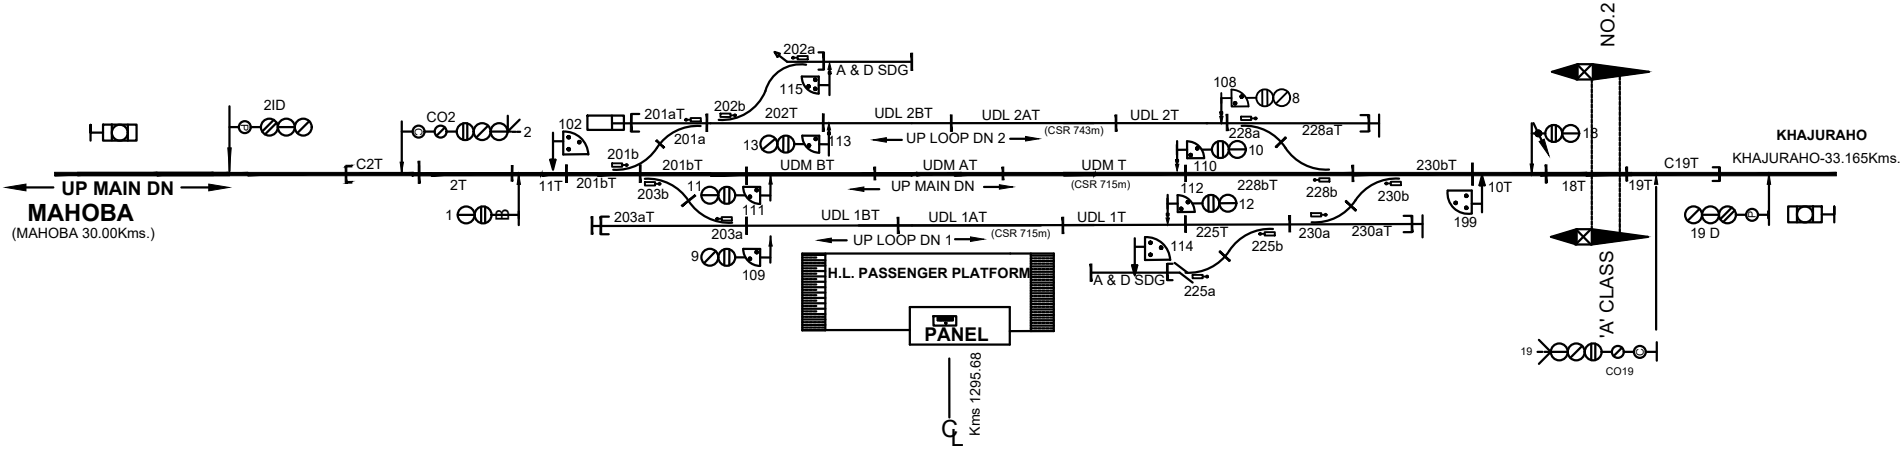 NO.2
202a
A & D SDG
2ID
CO2
2
102
201aT
202b
202T
115
UDL 2BT
UDL 2AT
UDL 2T
(CSR 743m)
108
8
201a
13
113
UP LOOP DN 2
228a
228aT
18
KHAJURAHO
KHAJURAHO-33.165Kms.
P
C
C2T
201b
201bT
UDM BT
UDM AT
UDM T
110
10
230bT
C19T
UP MAIN DN
2T
11T
201bT
203b
11
111
UP MAIN DN
(CSR 715m)
112
228bT
228b
230b
10T
18T
19T
MAHOBA
(MAHOBA 30.00Kms.)
1
B
203aT
UDL 1BT
UDL 1AT
UDL 1T
12
199
19 D
P
203a
UP LOOP DN 1
(CSR 715m)
225T
230a
230aT
9
109
114
225b
H.L. PASSENGER PLATFORM
A & D SDG
225a
'A' CLASS
PANEL
19
C
CO19
Kms 1295.68
CL